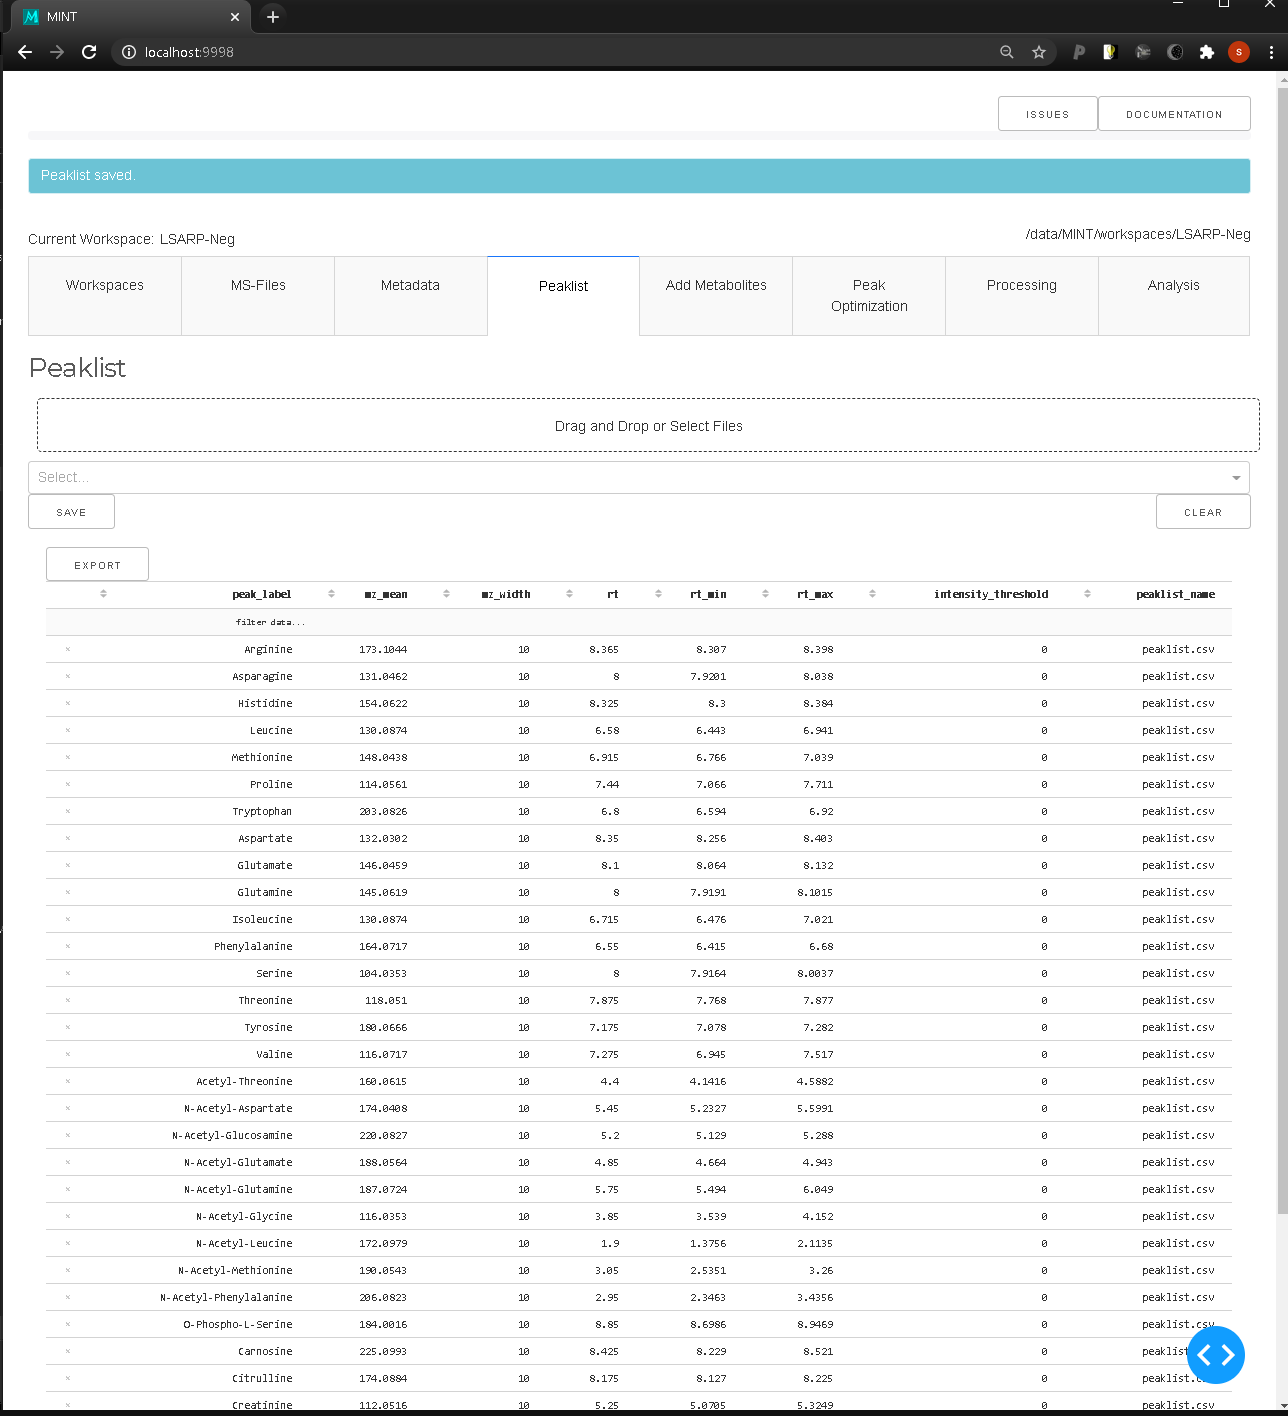 MINT
localhost:9998
S
ISSUES DOCUMENTATION
Peaklist saved.
Current Workspace: LSARP-Neg /data/MINT/workspaces/LSARP-Neg
Workspaces MS-Files Metadata Peaklist Add Metabolites Peak Optimization Processing Analysis
Peaklist
Drag and Drop or Select Files
Select...
SAVE CLEAR
EXPORT
peak_label mz_mean mz_width rt rt_min rt_max intensity_threshold peaklist_name
filter data...
× Arginine 173.1044 10 8.365 8.307 8.398 0 peaklist.csv
× Asparagine 131.0462 10 8 7.9201 8.038 0 peaklist.csv
× Histidine 154.0622 10 8.325 8.3 8.384 0 peaklist.csv
× Leucine 130.0874 10 6.58 6.443 6.941 0 peaklist.csv
× Methionine 148.0438 10 6.915 6.766 7.039 0 peaklist.csv
× Proline 114.0561 10 7.44 7.066 7.711 0 peaklist.csv
× Tryptophan 203.0826 10 6.8 6.594 6.92 0 peaklist.csv
× Aspartate 132.0302 10 8.35 8.256 8.403 0 peaklist.csv
× Glutamate 146.0459 10 8.1 8.064 8.132 0 peaklist.csv
× Glutamine 145.0619 10 8 7.9191 8.1015 0 peaklist.csv
× Isoleucine 130.0874 10 6.715 6.476 7.021 0 peaklist.csv
× Phenylalanine 164.0717 10 6.55 6.415 6.68 0 peaklist.csv
× Serine 104.0353 10 8 7.9164 8.0037 0 peaklist.csv
× Threonine 118.051 10 7.875 7.768 7.877 0 peaklist.csv
× Tyrosine 180.0666 10 7.175 7.078 7.282 0 peaklist.csv
× Valine 116.0717 10 7.275 6.945 7.517 0 peaklist.csv
× Acetyl-Threonine 160.0615 10 4.4 4.1416 4.5882 0 peaklist.csv
× N-Acetyl-Aspartate 174.0408 10 5.45 5.2327 5.5991 0 peaklist.csv
× N-Acetyl-Glucosamine 220.0827 10 5.2 5.129 5.288 0 peaklist.csv
× N-Acetyl-Glutamate 188.0564 10 4.85 4.664 4.943 0 peaklist.csv
× N-Acetyl-Glutamine 187.0724 10 5.75 5.494 6.049 0 peaklist.csv
× N-Acetyl-Glycine 116.0353 10 3.85 3.539 4.152 0 peaklist.csv
× N-Acetyl-Leucine 172.0979 10 1.9 1.3756 2.1135 0 peaklist.csv
× N-Acetyl-Methionine 190.0543 10 3.05 2.5351 3.26 0 peaklist.csv
× N-Acetyl-Phenylalanine 206.0823 10 2.95 2.3463 3.4356 0 peaklist.csv
× O-Phospho-L-Serine 184.0016 10 8.85 8.6986 8.9469 0 peaklist.csv
× Carnosine 225.0993 10 8.425 8.229 8.521 0 peaklist
× Citrulline 174.0884 10 8.175 8.127 8.225 0 peaklist.csv
× Creatinine 112.0516 10 5.25 5.0705 5.3249 0 peaklist.csv